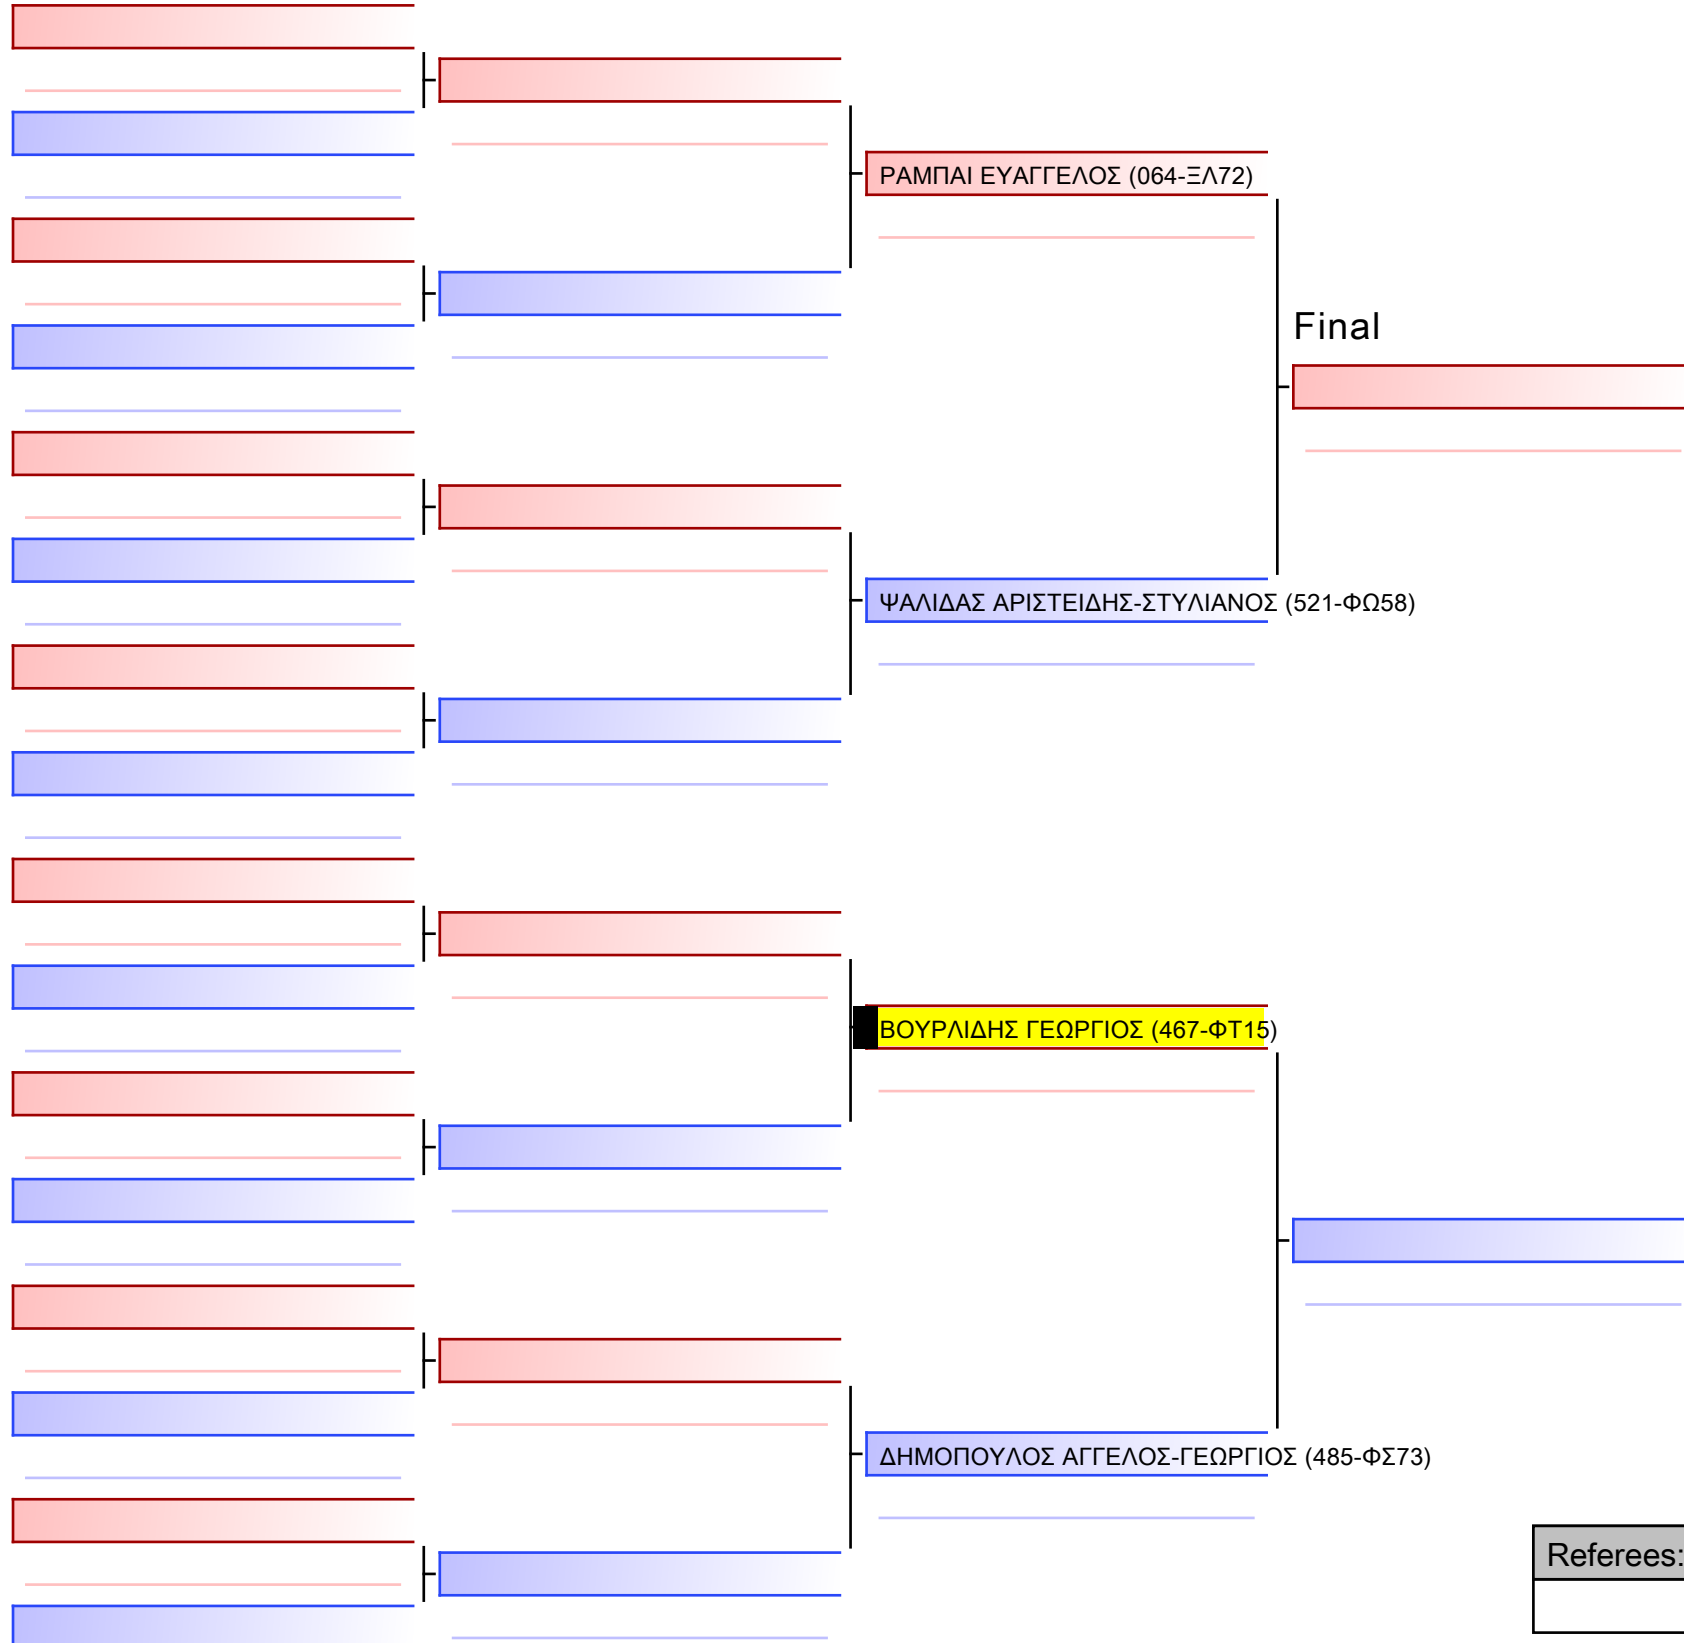 ΡΑΜΠΑΙ ΕΥΑΓΓΕΛΟΣ (064-ΞΛ72)
Final
ΨΑΛΙΔΑΣ ΑΡΙΣΤΕΙΔΗΣ-ΣΤΥΛΙΑΝΟΣ (521-ΦΩ58)
ΒΟΥΡΛΙΔΗΣ ΓΕΩΡΓΙΟΣ (467-ΦΤ15)
ΔΗΜΟΠΟΥΛΟΣ ΑΓΓΕΛΟΣ-ΓΕΩΡΓΙΟΣ (485-ΦΣ73)
Referees: